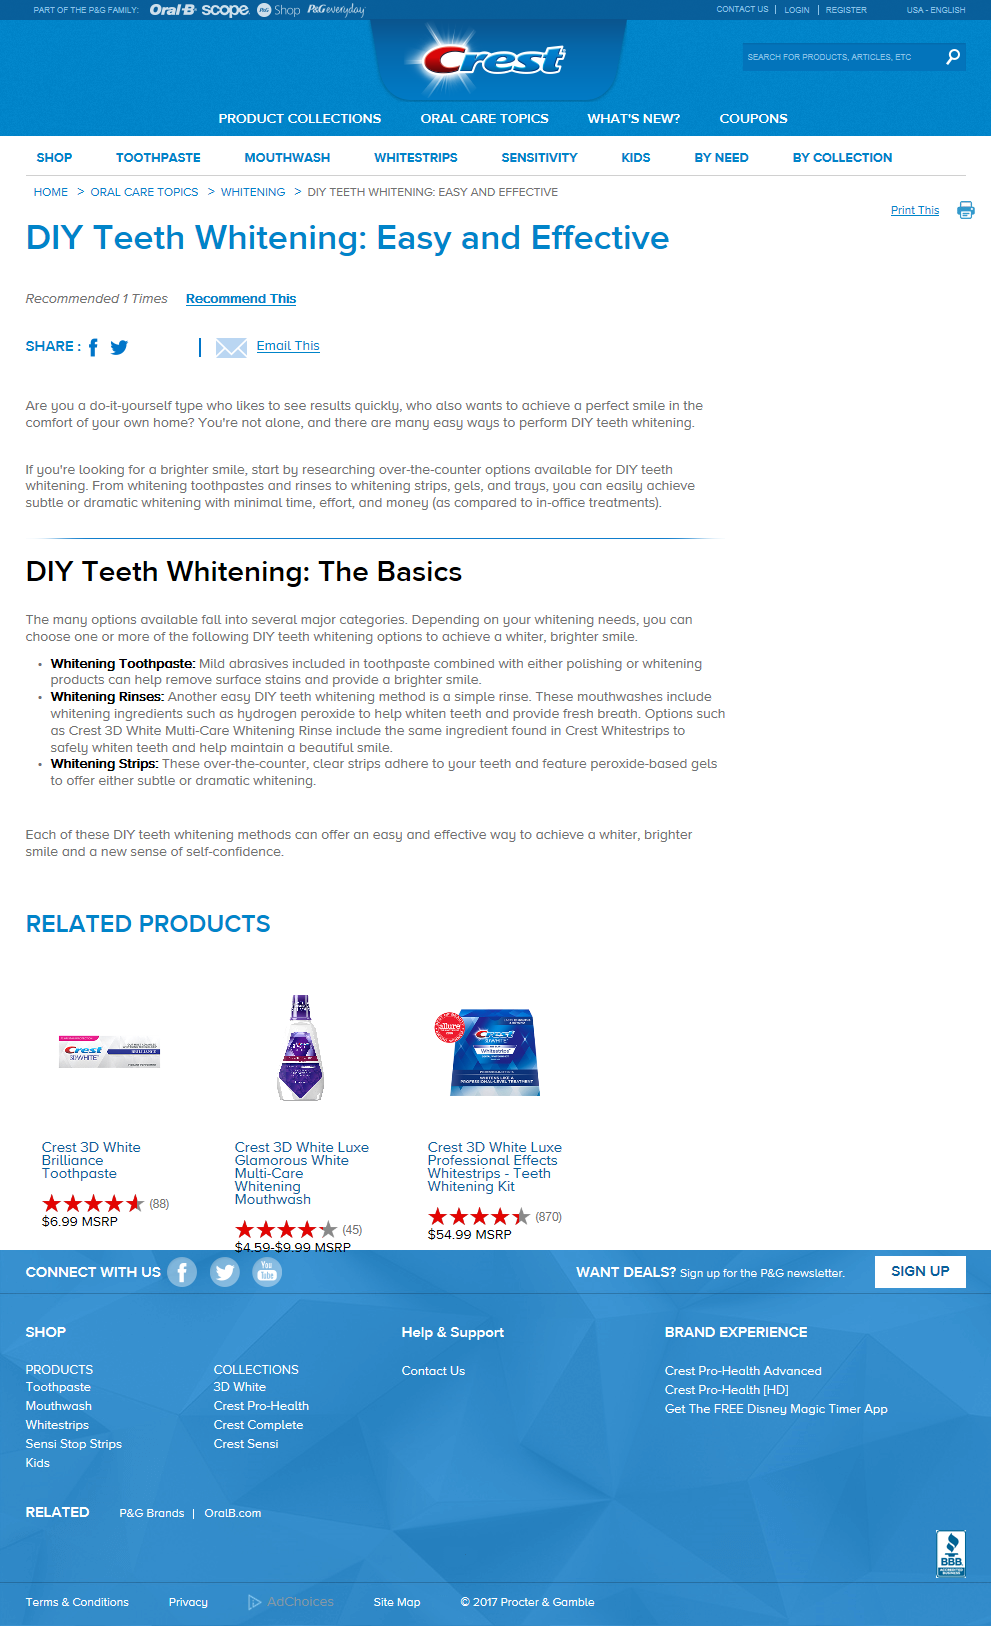 PART OF THE P&G FAMILY: Oral-B scope P&G Shop P&G everyday
CONTACT US | LOGIN | REGISTER USA - ENGLISH
Crest
SEARCH FOR PRODUCTS, ARTICLES, ETC
PRODUCT COLLECTIONS ORAL CARE TOPICS WHAT'S NEW? COUPONS
SHOP TOOTHPASTE MOUTHWASH WHITESTRIPS SENSITIVITY KIDS BY NEED BY COLLECTION
HOME > ORAL CARE TOPICS > WHITENING > DIY TEETH WHITENING: EASY AND EFFECTIVE
Print This
DIY Teeth Whitening: Easy and Effective
Recommended 1 Times Recommend This
SHARE : | Email This
Are you a do-it-yourself type who likes to see results quickly, who also wants to achieve a perfect smile in the
comfort of your own home? You're not alone, and there are many easy ways to perform DIY teeth whitening.
If you're looking for a brighter smile, start by researching over-the-counter options available for DIY teeth
whitening. From whitening toothpastes and rinses to whitening strips, gels, and trays, you can easily achieve
subtle or dramatic whitening with minimal time, effort, and money (as compared to in-office treatments).
DIY Teeth Whitening: The Basics
The many options available fall into several major categories. Depending on your whitening needs, you can
choose one or more of the following DIY teeth whitening options to achieve a whiter, brighter smile.
• Whitening Toothpaste: Mild abrasives included in toothpaste combined with either polishing or whitening
products can help remove surface stains and provide a brighter smile.
• Whitening Rinses: Another easy DIY teeth whitening method is a simple rinse. These mouthwashes include
whitening ingredients such as hydrogen peroxide to help whiten teeth and provide fresh breath. Options such
as Crest 3D White Multi-Care Whitening Rinse include the same ingredient found in Crest Whitestrips to
safely whiten teeth and help maintain a beautiful smile.
• Whitening Strips: These over-the-counter, clear strips adhere to your teeth and feature peroxide-based gels
to offer either subtle or dramatic whitening.
Each of these DIY teeth whitening methods can offer an easy and effective way to achieve a whiter, brighter
smile and a new sense of self-confidence.
RELATED PRODUCTS
Crest
3D WHITE
BRILLIANCE
allure
Crest
Whitestrips
WHITENS LIKE A
PROFESSIONAL-LEVEL TREATMENT
Crest 3D White
Brilliance
Toothpaste
(88)
$6.99 MSRP
Crest 3D White Luxe
Glamorous White
Multi-Care
Whitening
Mouthwash
(45)
$4.59-$9.99 MSRP
Crest 3D White Luxe
Professional Effects
Whitestrips - Teeth
Whitening Kit
(870)
$54.99 MSRP
CONNECT WITH US You Tube
WANT DEALS? Sign up for the P&G newsletter. SIGN UP
SHOP
PRODUCTS
Toothpaste
Mouthwash
Whitestrips
Sensi Stop Strips
Kids
COLLECTIONS
3D White
Crest Pro-Health
Crest Complete
Crest Sensi
Help & Support
Contact Us
BRAND EXPERIENCE
Crest Pro-Health Advanced
Crest Pro-Health [HD]
Get The FREE Disney Magic Timer App
RELATED P&G Brands | OralB.com
BBB
ACCREDITED
BUSINESS
Terms & Conditions Privacy AdChoices Site Map © 2017 Procter & Gamble